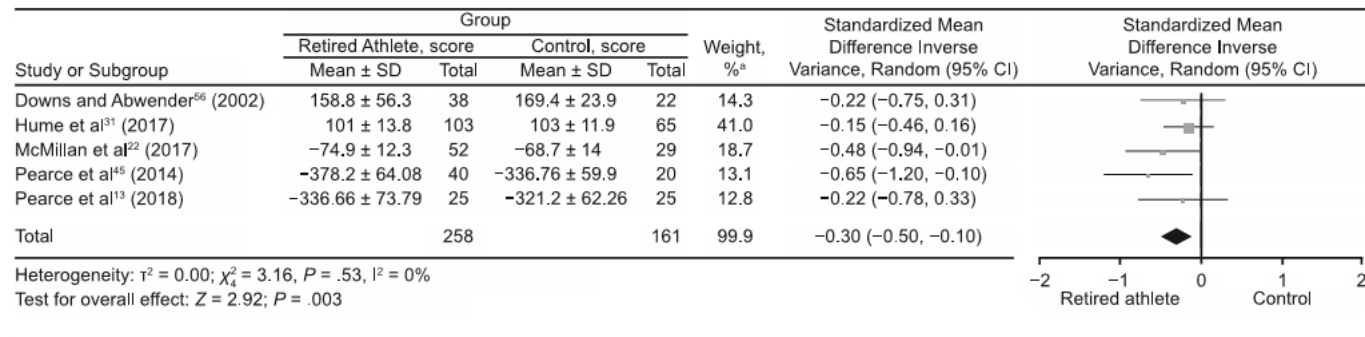 Group
Retired Athlete, score Control, score
Study or Subgroup Mean ± SD Total Mean ± SD Total Weight, %ᵃ Standardized Mean Difference Inverse Variance, Random (95% CI) Standardized Mean Difference Inverse Variance, Random (95% CI)
Downs and Abwender⁵⁶ (2002) 158.8 ± 56.3 38 169.4 ± 23.9 22 14.3 −0.22 (−0.75, 0.31)
Hume et al³¹ (2017) 101 ± 13.8 103 103 ± 11.9 65 41.0 −0.15 (−0.46, 0.16)
McMillan et al²² (2017) −74.9 ± 12.3 52 −68.7 ± 14 29 18.7 −0.48 (−0.94, −0.01)
Pearce et al⁴⁵ (2014) −378.2 ± 64.08 40 −336.76 ± 59.9 20 13.1 −0.65 (−1.20, −0.10)
Pearce et al¹³ (2018) −336.66 ± 73.79 25 −321.2 ± 62.26 25 12.8 −0.22 (−0.78, 0.33)
Total 258 161 99.9 −0.30 (−0.50, −0.10)
Heterogeneity: τ² = 0.00; χ²₄ = 3.16, P = .53, I² = 0%
Test for overall effect: Z = 2.92; P = .003
−2 −1 0 1 2
Retired athlete Control